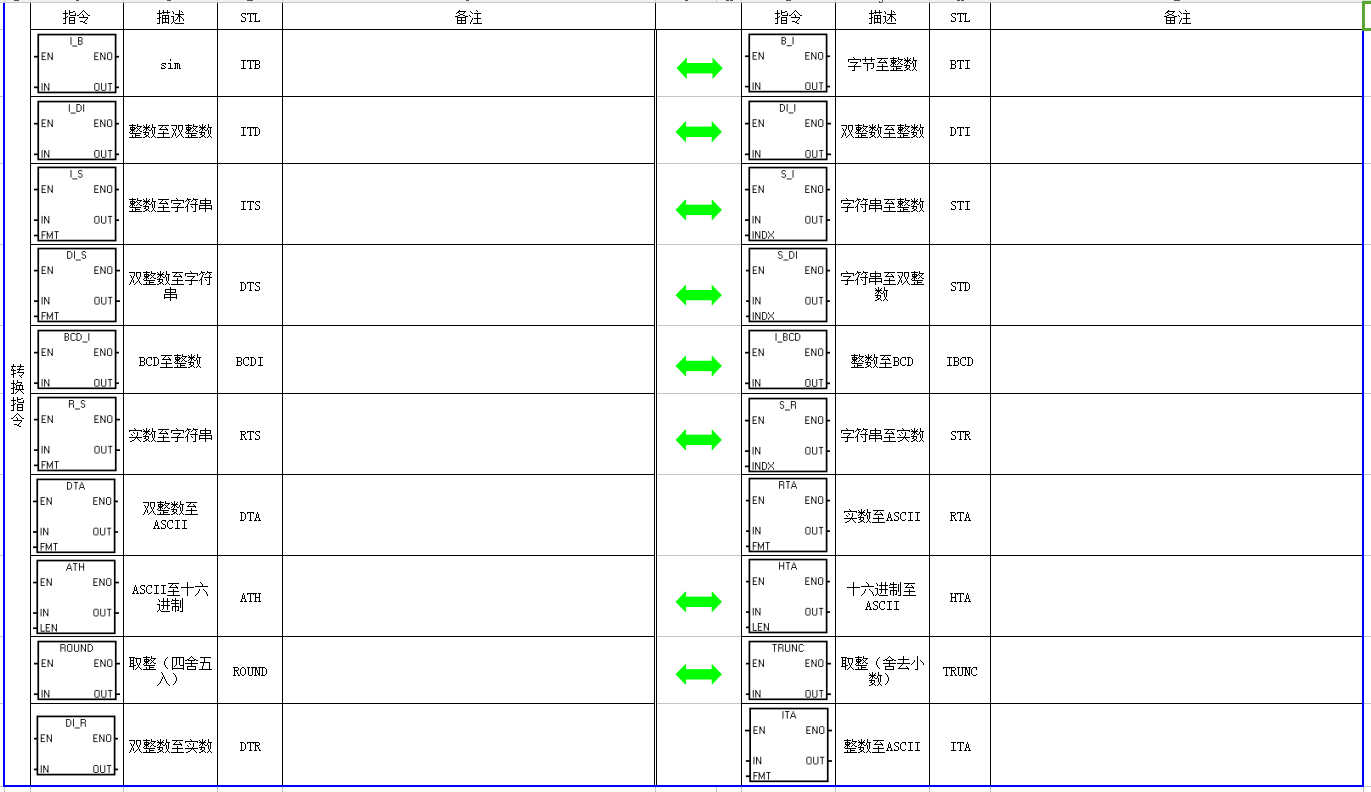 指令 描述 STL 备注 指令 描述 STL 备注
转换指令
I_B
EN ENO
IN OUT
sim
ITB
B_I
EN ENO
IN OUT
字节至整数
BTI
I_DI
EN ENO
IN OUT
整数至双整数
ITD
DI_I
EN ENO
IN OUT
双整数至整数
DTI
I_S
EN ENO
IN OUT
FMT
整数至字符串
ITS
S_I
EN ENO
IN OUT
INDX
字符串至整数
STI
DI_S
EN ENO
IN OUT
FMT
双整数至字符
串
DTS
S_DI
EN ENO
IN OUT
INDX
字符串至双整
数
STD
BCD_I
EN ENO
IN OUT
BCD至整数
BCDI
I_BCD
EN ENO
IN OUT
整数至BCD
IBCD
R_S
EN ENO
IN OUT
FMT
实数至字符串
RTS
S_R
EN ENO
IN OUT
INDX
字符串至实数
STR
DTA
EN ENO
IN OUT
FMT
双整数至
ASCII
DTA
RTA
EN ENO
IN OUT
FMT
实数至ASCII
RTA
ATH
EN ENO
IN OUT
LEN
ASCII至十六
进制
ATH
HTA
EN ENO
IN OUT
LEN
十六进制至
ASCII
HTA
ROUND
EN ENO
IN OUT
取整（四舍五
入）
ROUND
TRUNC
EN ENO
IN OUT
取整（舍去小
数）
TRUNC
DI_R
EN ENO
IN OUT
双整数至实数
DTR
ITA
EN ENO
IN OUT
FMT
整数至ASCII
ITA